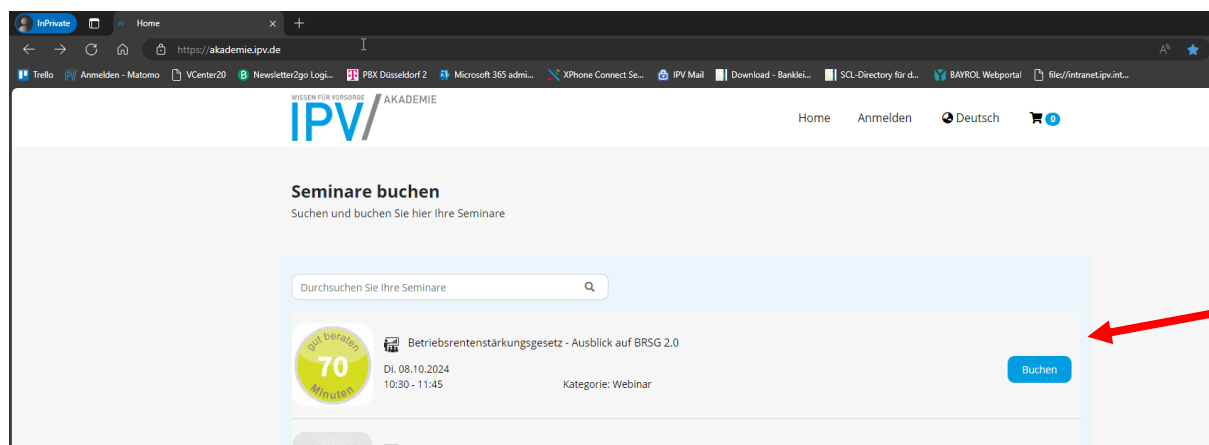 InPrivate
Home
https://akademie.ipv.de
Trello
Anmelden - Matomo
VCenter20
Newsletter2go Logi...
PBX Düsseldorf 2
Microsoft 365 admi...
XPhone Connect Se...
IPV Mail
Download - Banklei...
SCL-Directory für d...
BAYROL Webportal
file//intranet.ipv.int...
WISSEN FÜR VORSORGE
IPV AKADEMIE
Home
Anmelden
Deutsch
0
Seminare buchen
Suchen und buchen Sie hier Ihre Seminare
Durchsuchen Sie Ihre Seminare
gut beraten
70
Minuten
Betriebsrentenstärkungsgesetz - Ausblick auf BRSG 2.0
Di. 08.10.2024
10:30 - 11:45
Kategorie: Webinar
Buchen